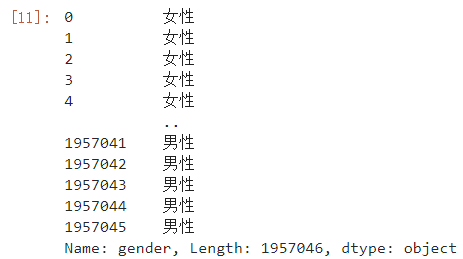 [11]: 0 女性
1 女性
2 女性
3 女性
4 女性
..
1957041 男性
1957042 男性
1957043 男性
1957044 男性
1957045 男性
Name: gender, Length: 1957046, dtype: object